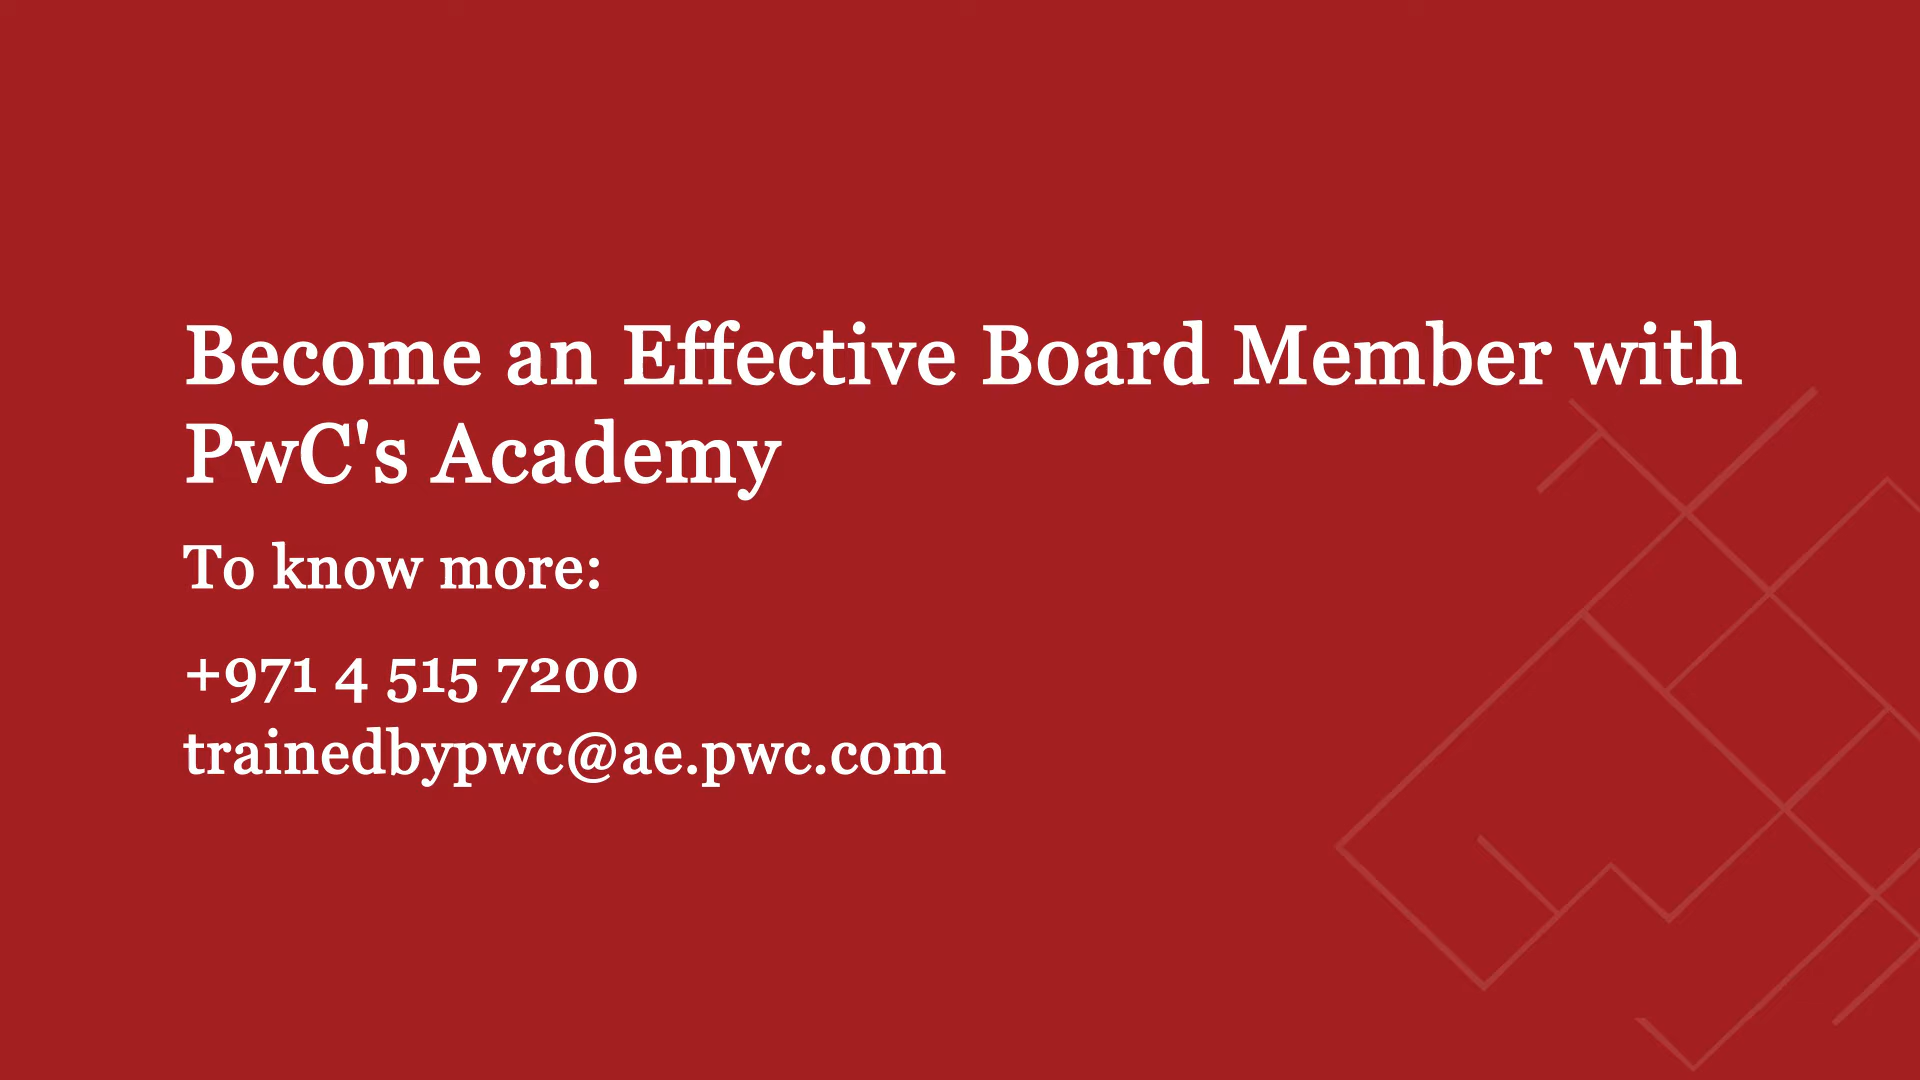 Become an Effective Board Member with
PwC's Academy
To know more:
+971 4 515 7200
trainedbypwc@ae.pwc.com